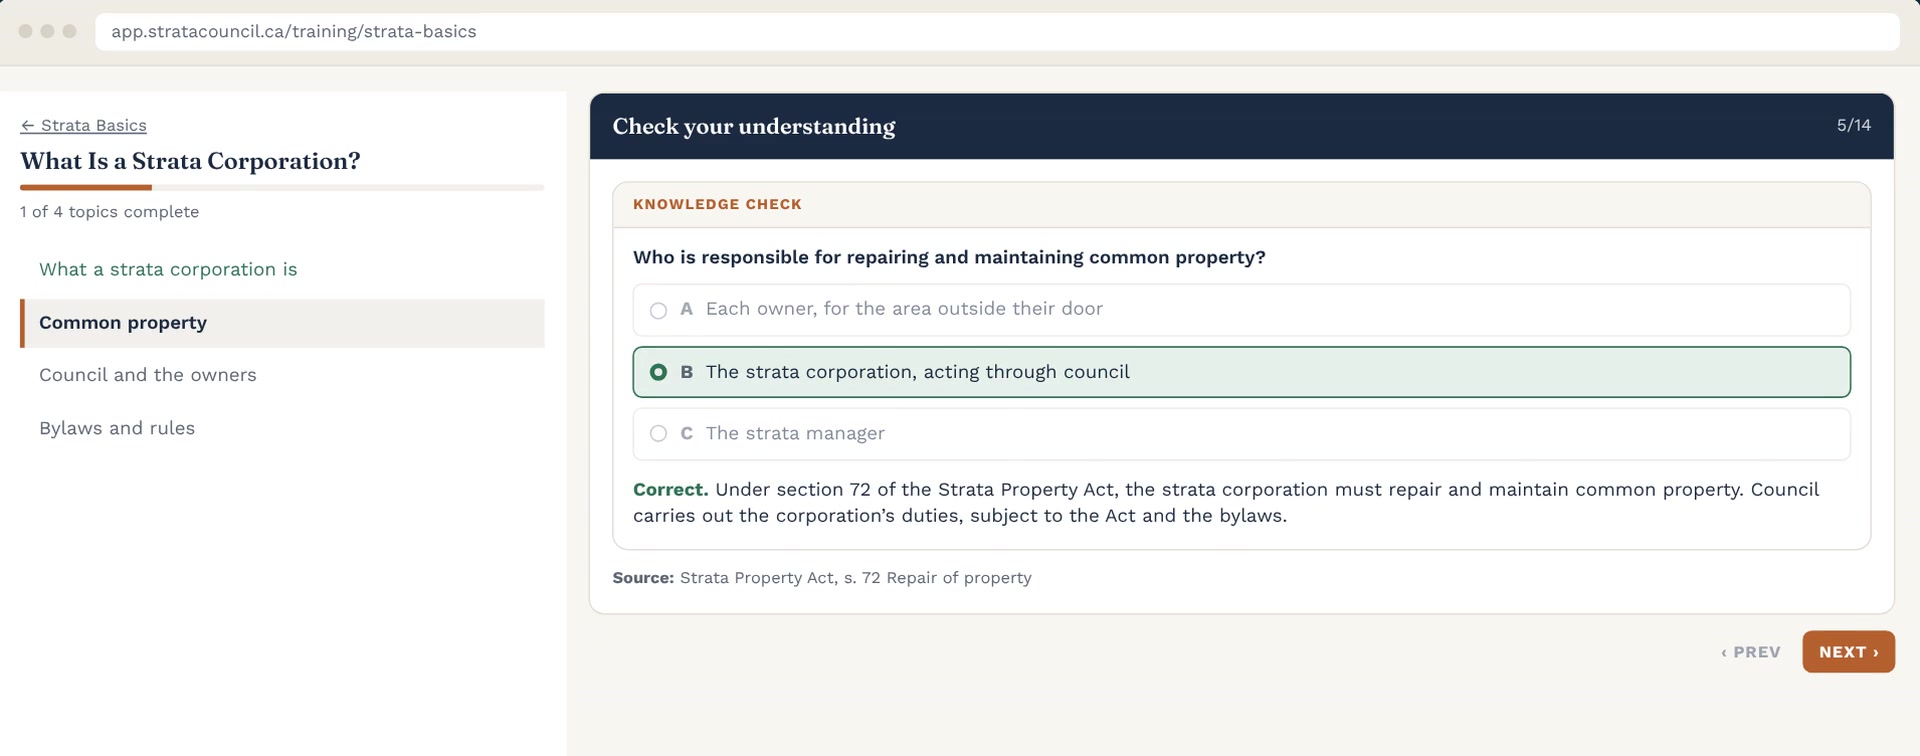 app.stratacouncil.ca/training/strata-basics
← Strata Basics
What Is a Strata Corporation?
1 of 4 topics complete
What a strata corporation is
Common property
Council and the owners
Bylaws and rules
Check your understanding
5/14
KNOWLEDGE CHECK
Who is responsible for repairing and maintaining common property?
A Each owner, for the area outside their door
B The strata corporation, acting through council
C The strata manager
Correct. Under section 72 of the Strata Property Act, the strata corporation must repair and maintain common property. Council
carries out the corporation’s duties, subject to the Act and the bylaws.
Source: Strata Property Act, s. 72 Repair of property
‹ PREV
NEXT ›